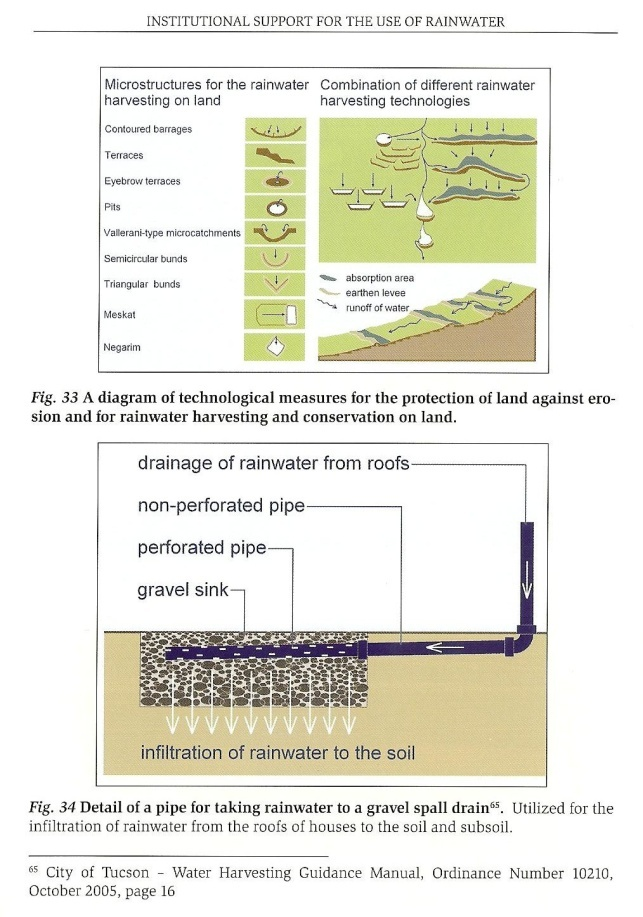 INSTITUTIONAL SUPPORT FOR THE USE OF RAINWATER
Microstructures for the rainwater
harvesting on land
Contoured barrages
Terraces
Eyebrow terraces
Pits
Vallerani-type microcatchments
Semicircular bunds
Triangular bunds
Meskat
Negarim
Combination of different rainwater
harvesting technologies
absorption area
earthen levee
runoff of water
Fig. 33 A diagram of technological measures for the protection of land against ero-
sion and for rainwater harvesting and conservation on land.
drainage of rainwater from roofs
non-perforated pipe
perforated pipe
gravel sink
infiltration of rainwater to the soil
Fig. 34 Detail of a pipe for taking rainwater to a gravel spall drain⁶⁵. Utilized for the
infiltration of rainwater from the roofs of houses to the soil and subsoil.
⁶⁵ City of Tucson – Water Harvesting Guidance Manual, Ordinance Number 10210,
October 2005, page 16